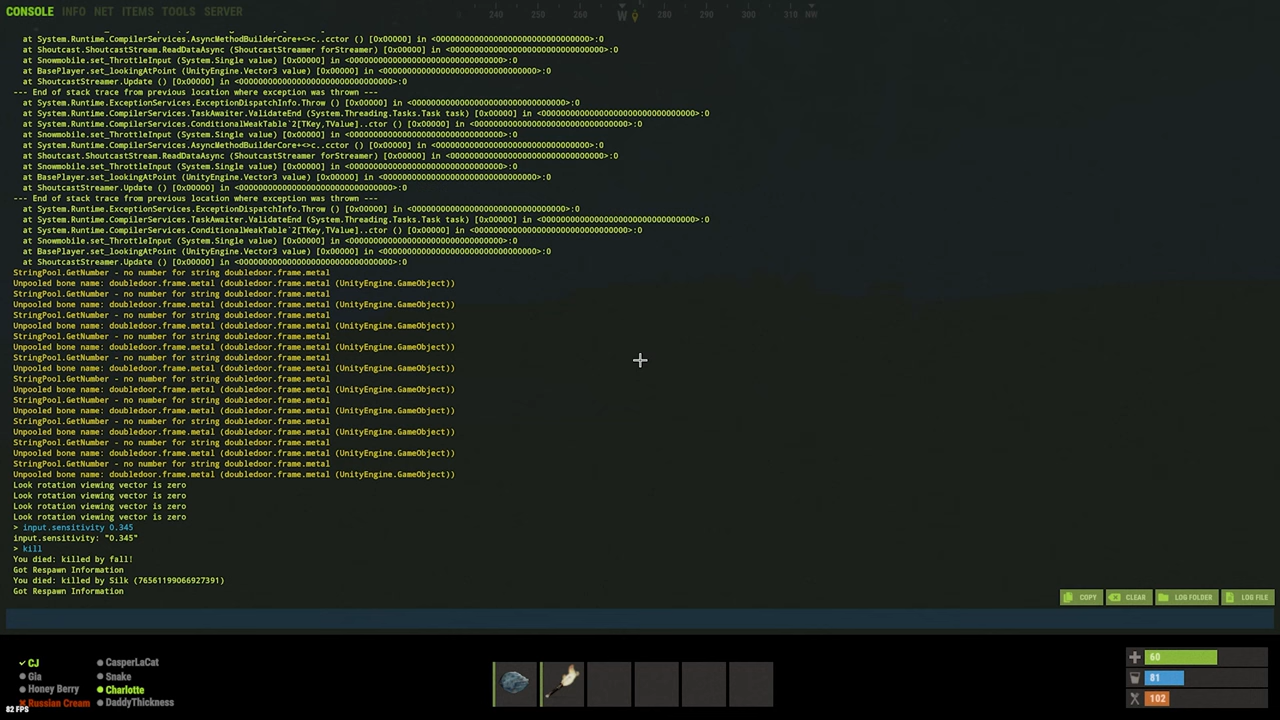 CONSOLE INFO NET ITEMS TOOLS SERVER
240 250 260 W 280 290 300 310 NW
at System.Runtime.CompilerServices.AsyncMethodBuilderCore+<>c..cctor () [0x00000] in <00000000000000000000000000000000>:0
at Shoutcast.ShoutcastStream.ReadDataAsync (ShoutcastStreamer forStreamer) [0x00000] in <00000000000000000000000000000000>:0
at Snowmobile.set_ThrottleInput (System.Single value) [0x00000] in <00000000000000000000000000000000>:0
at BasePlayer.set_lookingAtPoint (UnityEngine.Vector3 value) [0x00000] in <00000000000000000000000000000000>:0
at ShoutcastStreamer.Update () [0x00000] in <00000000000000000000000000000000>:0
--- End of stack trace from previous location where exception was thrown ---
at System.Runtime.ExceptionServices.ExceptionDispatchInfo.Throw () [0x00000] in <00000000000000000000000000000000>:0
at System.Runtime.CompilerServices.TaskAwaiter.ValidateEnd (System.Threading.Tasks.Task task) [0x00000] in <00000000000000000000000000000000>:0
at System.Runtime.CompilerServices.ConditionalWeakTable`2[TKey,TValue]..ctor () [0x00000] in <00000000000000000000000000000000>:0
at Snowmobile.set_ThrottleInput (System.Single value) [0x00000] in <00000000000000000000000000000000>:0
at System.Runtime.CompilerServices.AsyncMethodBuilderCore+<>c..cctor () [0x00000] in <00000000000000000000000000000000>:0
at Shoutcast.ShoutcastStream.ReadDataAsync (ShoutcastStreamer forStreamer) [0x00000] in <00000000000000000000000000000000>:0
at Snowmobile.set_ThrottleInput (System.Single value) [0x00000] in <00000000000000000000000000000000>:0
at BasePlayer.set_lookingAtPoint (UnityEngine.Vector3 value) [0x00000] in <00000000000000000000000000000000>:0
at ShoutcastStreamer.Update () [0x00000] in <00000000000000000000000000000000>:0
--- End of stack trace from previous location where exception was thrown ---
at System.Runtime.ExceptionServices.ExceptionDispatchInfo.Throw () [0x00000] in <00000000000000000000000000000000>:0
at System.Runtime.CompilerServices.TaskAwaiter.ValidateEnd (System.Threading.Tasks.Task task) [0x00000] in <00000000000000000000000000000000>:0
at System.Runtime.CompilerServices.ConditionalWeakTable`2[TKey,TValue]..ctor () [0x00000] in <00000000000000000000000000000000>:0
at Snowmobile.set_ThrottleInput (System.Single value) [0x00000] in <00000000000000000000000000000000>:0
at BasePlayer.set_lookingAtPoint (UnityEngine.Vector3 value) [0x00000] in <00000000000000000000000000000000>:0
at ShoutcastStreamer.Update () [0x00000] in <00000000000000000000000000000000>:0
StringPool.GetNumber - no number for string doubledoor.frame.metal
Unpooled bone name: doubledoor.frame.metal (doubledoor.frame.metal (UnityEngine.GameObject))
StringPool.GetNumber - no number for string doubledoor.frame.metal
Unpooled bone name: doubledoor.frame.metal (doubledoor.frame.metal (UnityEngine.GameObject))
StringPool.GetNumber - no number for string doubledoor.frame.metal
Unpooled bone name: doubledoor.frame.metal (doubledoor.frame.metal (UnityEngine.GameObject))
StringPool.GetNumber - no number for string doubledoor.frame.metal
Unpooled bone name: doubledoor.frame.metal (doubledoor.frame.metal (UnityEngine.GameObject))
StringPool.GetNumber - no number for string doubledoor.frame.metal
Unpooled bone name: doubledoor.frame.metal (doubledoor.frame.metal (UnityEngine.GameObject))
StringPool.GetNumber - no number for string doubledoor.frame.metal
Unpooled bone name: doubledoor.frame.metal (doubledoor.frame.metal (UnityEngine.GameObject))
StringPool.GetNumber - no number for string doubledoor.frame.metal
Unpooled bone name: doubledoor.frame.metal (doubledoor.frame.metal (UnityEngine.GameObject))
StringPool.GetNumber - no number for string doubledoor.frame.metal
Unpooled bone name: doubledoor.frame.metal (doubledoor.frame.metal (UnityEngine.GameObject))
StringPool.GetNumber - no number for string doubledoor.frame.metal
Unpooled bone name: doubledoor.frame.metal (doubledoor.frame.metal (UnityEngine.GameObject))
StringPool.GetNumber - no number for string doubledoor.frame.metal
Unpooled bone name: doubledoor.frame.metal (doubledoor.frame.metal (UnityEngine.GameObject))
Look rotation viewing vector is zero
Look rotation viewing vector is zero
Look rotation viewing vector is zero
Look rotation viewing vector is zero
> input.sensitivity 0.345
input.sensitivity: "0.345"
> kill
You died: killed by fall!
Got Respawn Information
You died: killed by Silk (76561199066927391)
Got Respawn Information
COPY CLEAR LOG FOLDER LOG FILE
CJ CasperLaCat
Gia Snake
Honey Berry Charlotte
Russian Cream DaddyThickness
82 FPS
60
81
102